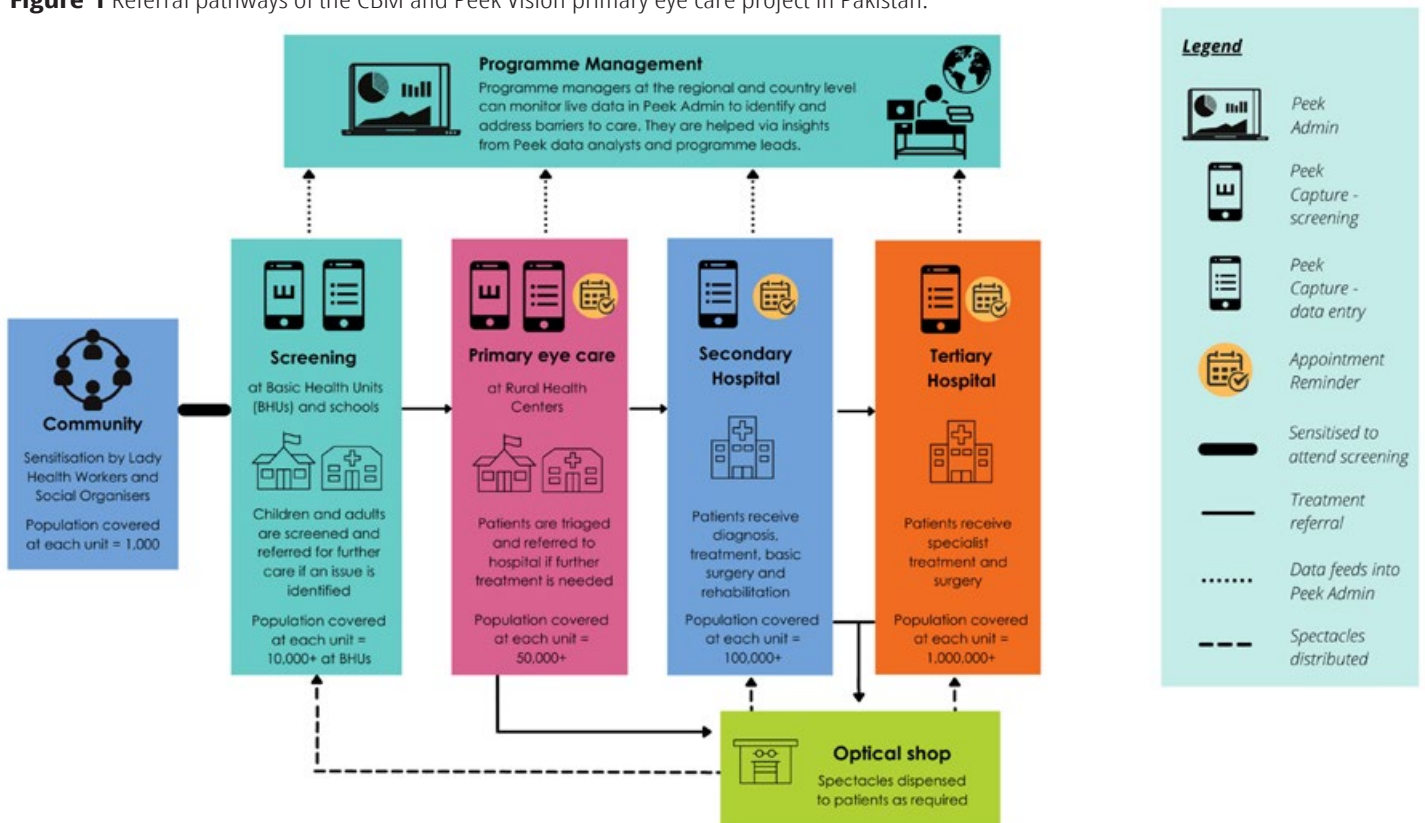 Figure 1 Referral pathways of the CBM and Peek Vision primary eye care project in Pakistan.
Programme Management
Programme managers at the regional and country level
can monitor live data in Peek Admin to identify and
address barriers to care. They are helped via insights
from Peek data analysts and programme leads.
Community
Sensitisation by Lady
Health Workers and
Social Organisers
Population covered
at each unit = 1,000
E
Screening
at Basic Health Units
(BHUs) and schools
Children and adults
are screened and
referred for further
care if an issue is
identified
Population covered
at each unit =
10,000+ at BHUs
E
Primary eye care
at Rural Health
Centers
Patients are triaged
and referred to
hospital if further
treatment is needed
Population covered
at each unit =
50,000+
Secondary
Hospital
Patients receive
diagnosis,
treatment, basic
surgery and
rehabilitation
Population covered
at each unit =
100,000+
Tertiary
Hospital
Patients receive
specialist
treatment and
surgery
Population covered
at each unit =
1,000,000+
Optical shop
Spectacles dispensed
to patients as required
Legend
Peek
Admin
E
Peek
Capture -
screening
Peek
Capture -
data entry
Appointment
Reminder
Sensitised to
attend screening
Treatment
referral
Data feeds into
Peek Admin
Spectacles
distributed